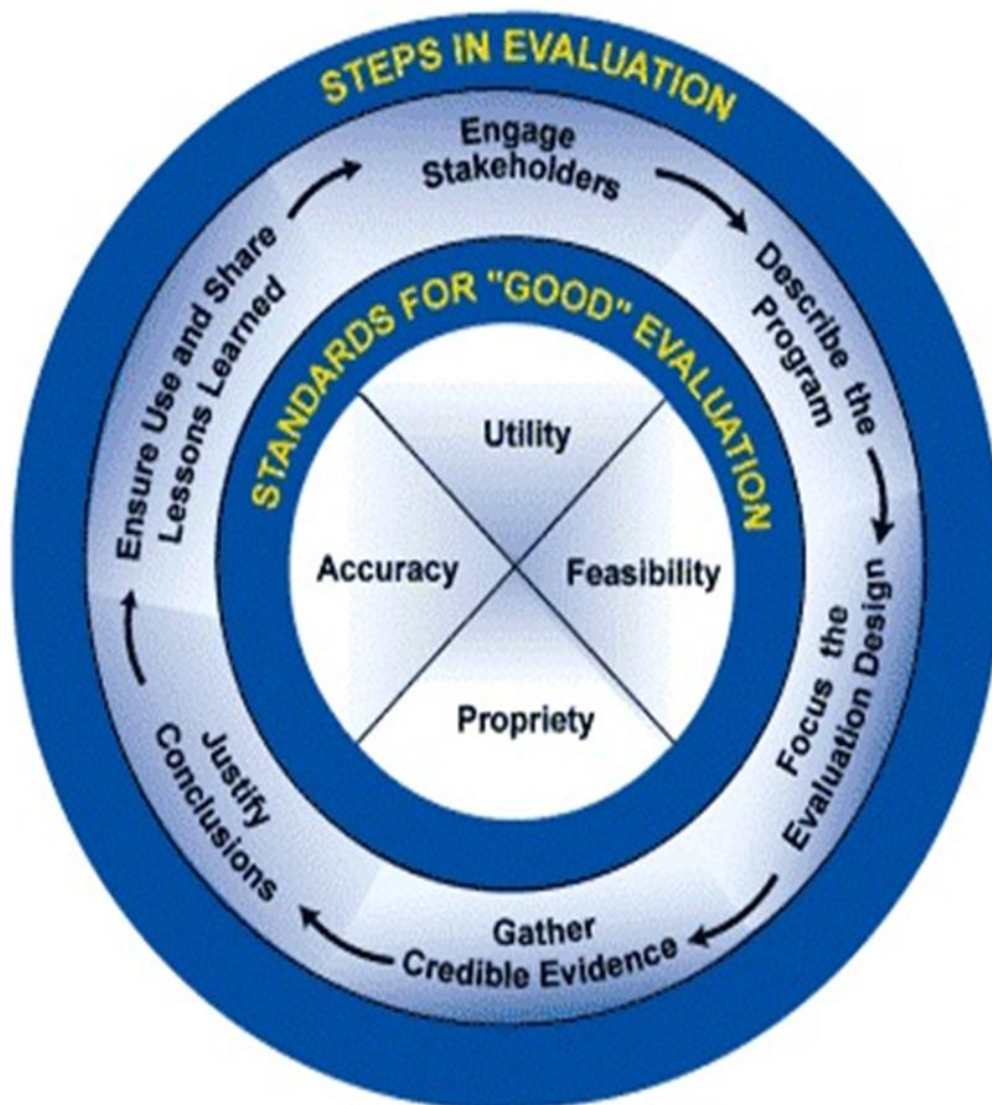 STEPS IN EVALUATION
Engage
Stakeholders
Describe the
Program
Focus the
Evaluation Design
Gather
Credible Evidence
Justify
Conclusions
Ensure Use and Share
Lessons Learned
STANDARDS FOR "GOOD" EVALUATION
Utility
Feasibility
Propriety
Accuracy